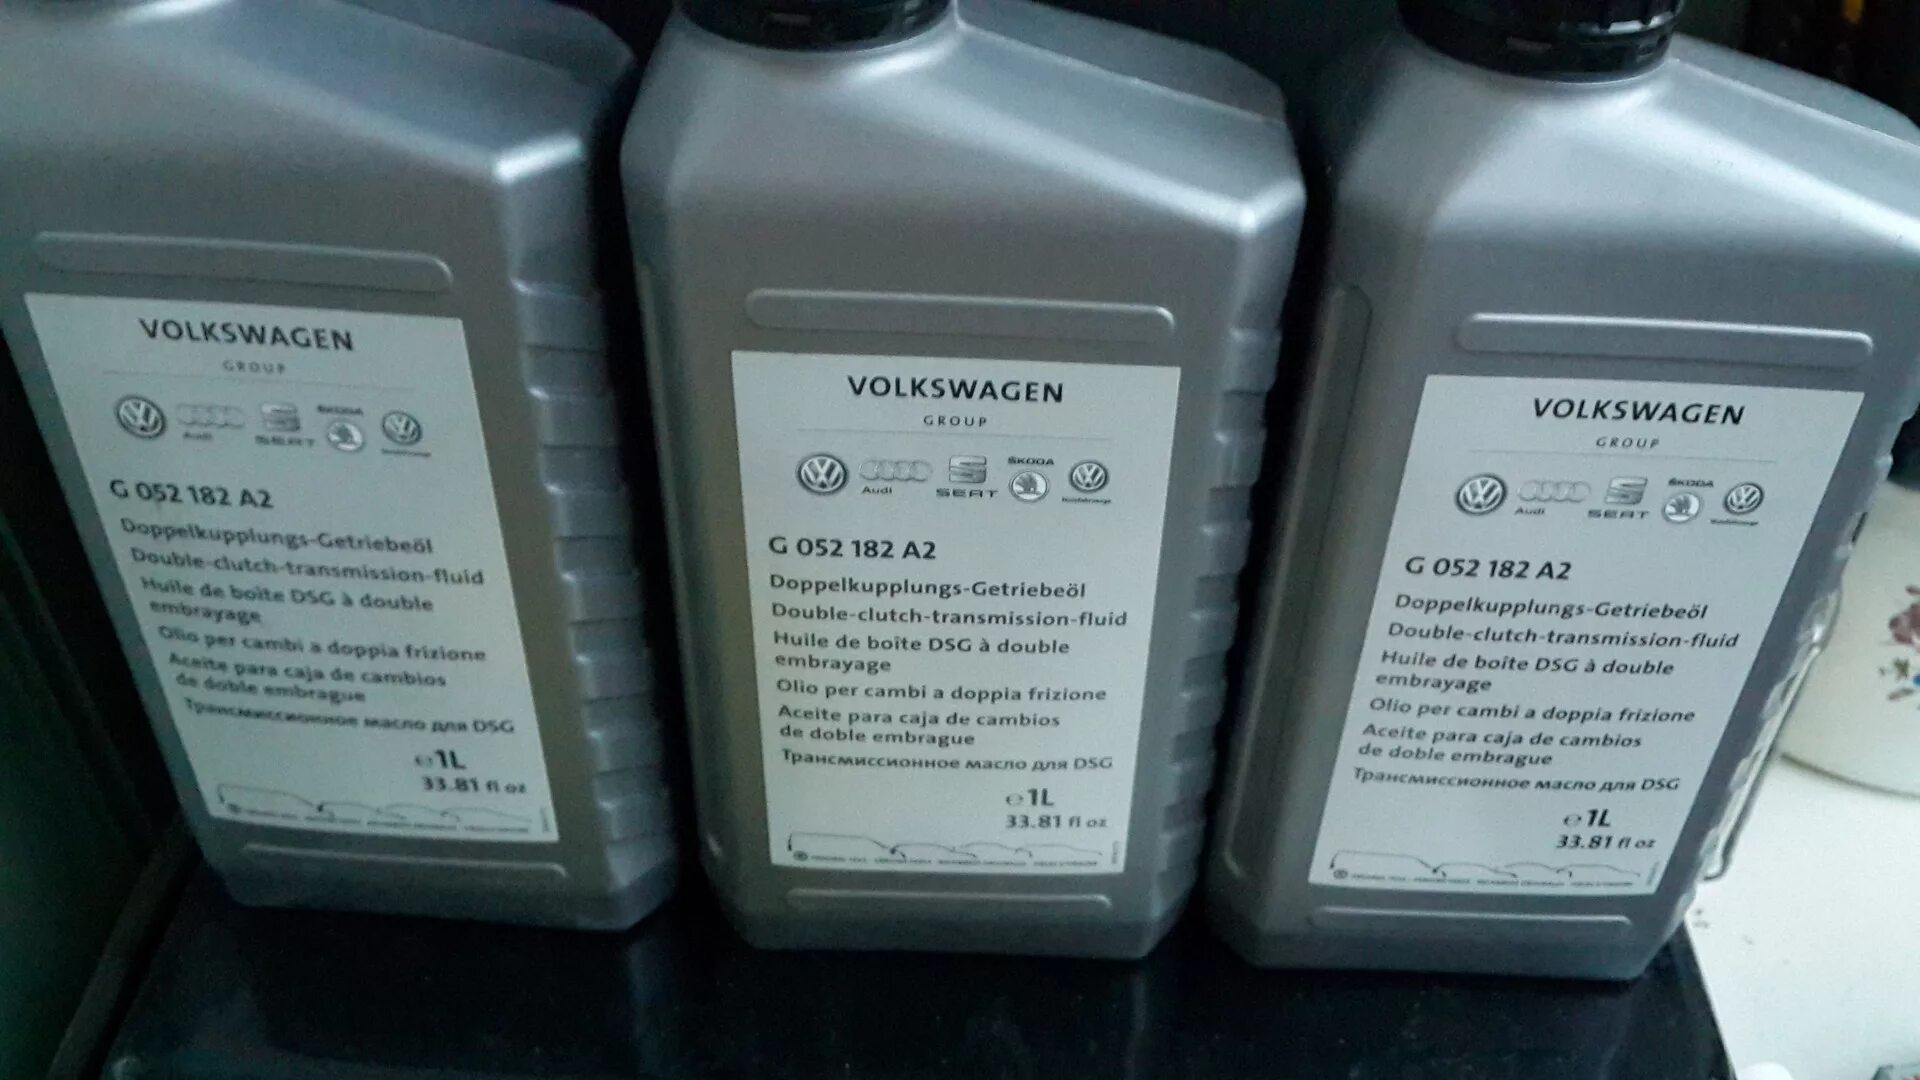 VOLKSWAGEN
GROUP
Audi
SEAT
ŠKODA
G 052 182 A2
Doppelkupplungs-Getriebeöl
Double-clutch-transmission-fluid
Huile de boîte DSG à double
embrayage
Olio per cambi a doppia frizione
Aceite para caja de cambios
de doble embrague
Трансмиссионное масло для DSG
℮1L
33.81 fl oz
VOLKSWAGEN
GROUP
Audi
SEAT
ŠKODA
G 052 182 A2
Doppelkupplungs-Getriebeöl
Double-clutch-transmission-fluid
Huile de boîte DSG à double
embrayage
Olio per cambi a doppia frizione
Aceite para caja de cambios
de doble embrague
Трансмиссионное масло для DSG
℮1L
33.81 fl oz
VOLKSWAGEN
GROUP
Audi
SEAT
ŠKODA
G 052 182 A2
Doppelkupplungs-Getriebeöl
Double-clutch-transmission-fluid
Huile de boîte DSG à double
embrayage
Olio per cambi a doppia frizione
Aceite para caja de cambios
de doble embrague
Трансмиссионное масло для DSG
℮1L
33.81 fl oz